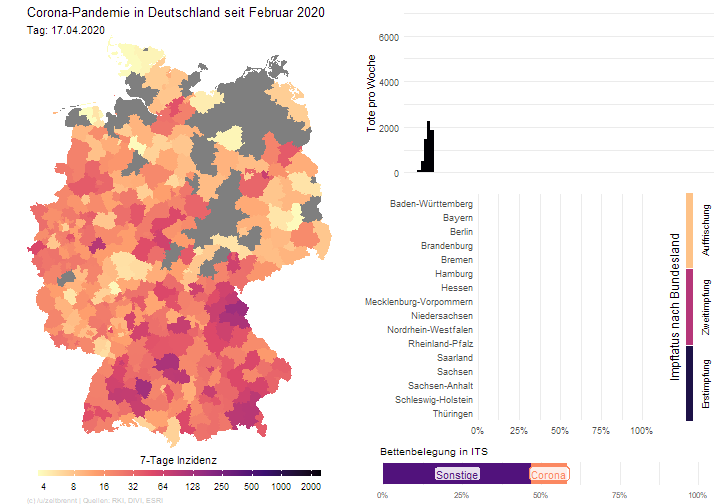 Corona-Pandemie in Deutschland seit Februar 2020
Tag: 17.04.2020
7-Tage Inzidenz
4 8 16 32 64 128 256 500 1000 2000
Quellen: RKI, DIVI, ESRI
Tote pro Woche
6000
4000
2000
0
Baden-Württemberg
Bayern
Berlin
Brandenburg
Bremen
Hamburg
Hessen
Mecklenburg-Vorpommern
Niedersachsen
Nordrhein-Westfalen
Rheinland-Pfalz
Saarland
Sachsen
Sachsen-Anhalt
Schleswig-Holstein
Thüringen
0% 25% 50% 75% 100%
Impfstatus nach Bundesland
Auffrischung
Zweitimpfung
Erstimpfung
Bettenbelegung in ITS
Sonstige Corona
0% 25% 50% 75% 100%